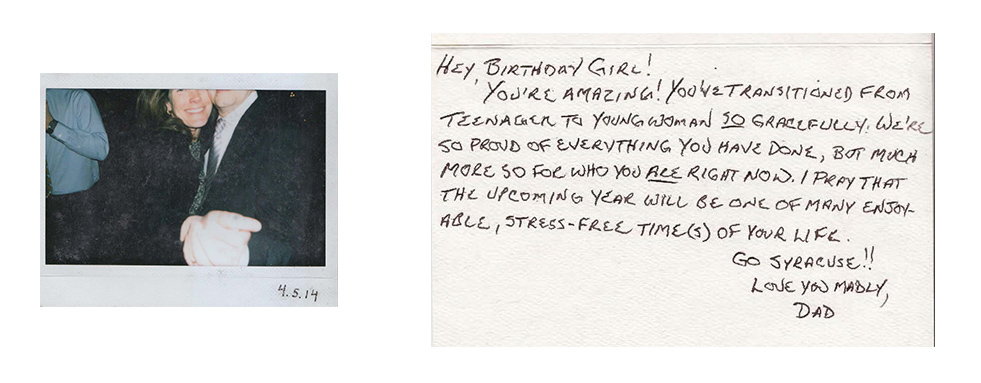 4.5.14
HEY, BIRTHDAY GIRL!
YOU'RE AMAZING! YOU'VE TRANSITIONED FROM
TEENAGER TO YOUNG WOMAN SO GRACEFULLY. WE'RE
SO PROUD OF EVERYTHING YOU HAVE DONE, BUT MUCH
MORE SO FOR WHO YOU ARE RIGHT NOW. I PRAY THAT
THE UPCOMING YEAR WILL BE ONE OF MANY ENJOY-
ABLE, STRESS-FREE TIME(S) OF YOUR LIFE.
GO SYRACUSE!!
LOVE YOU MADLY,
DAD